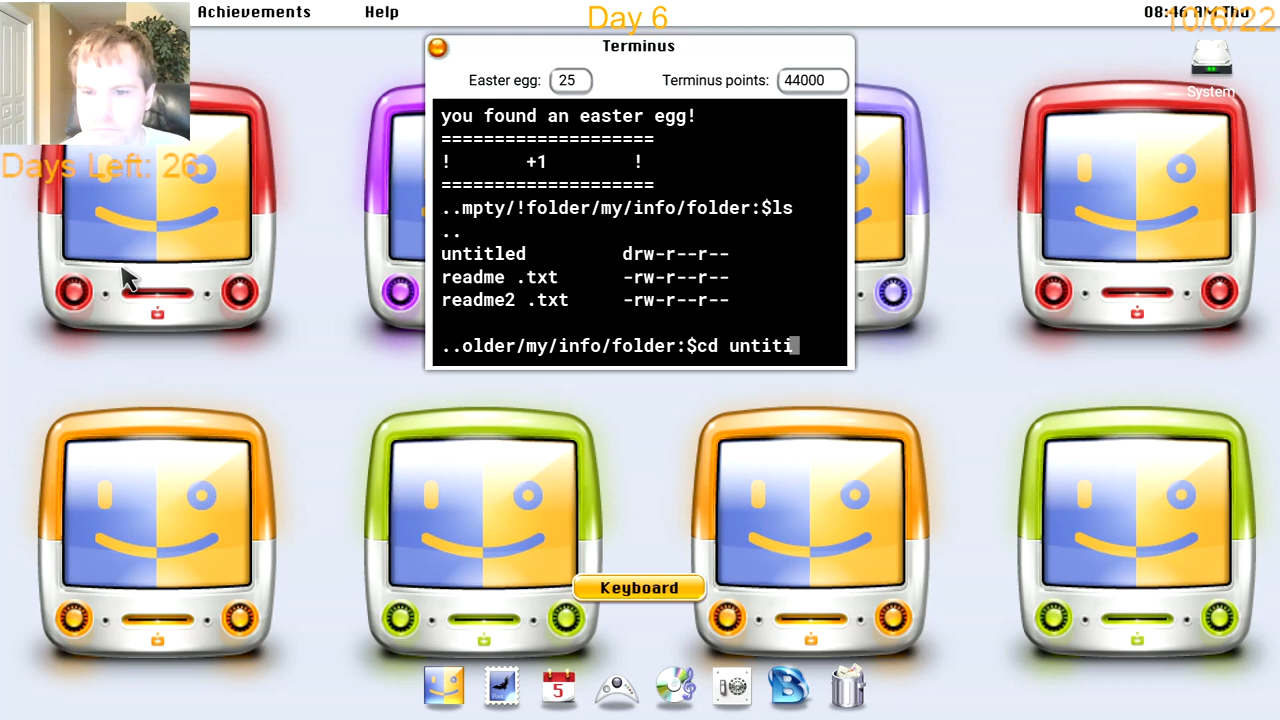 Achievements Help Day 6 08:46 AM Thu
10/6/22
Terminus
Easter egg: 25 Terminus points: 44000
System
you found an easter egg!
====================
! +1 !
====================
..mpty/!folder/my/info/folder:$ls
..
untitled drw-r--r--
readme .txt -rw-r--r--
readme2 .txt -rw-r--r--
..older/my/info/folder:$cd untiti
Days Left: 26
Keyboard
5